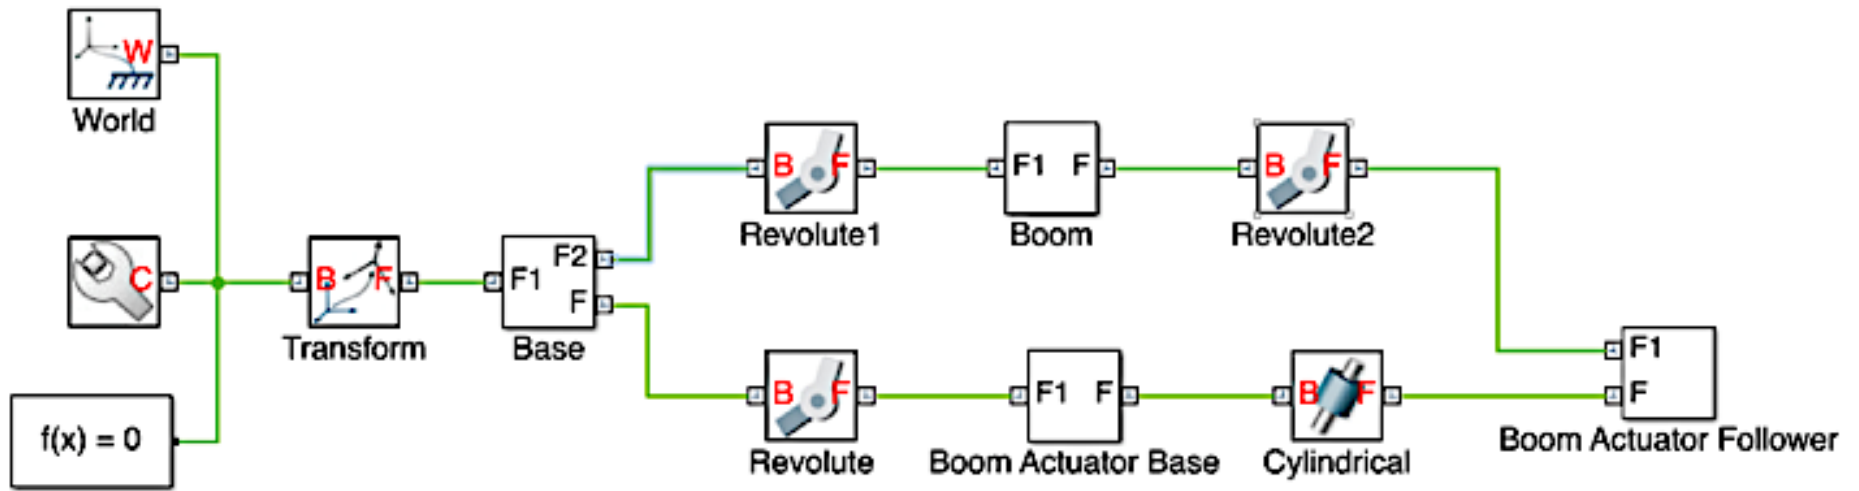 W
World
C
f(x) = 0
B F
Transform
F1 F2
F
Base
B F
Revolute1
F1 F
Boom
B F
Revolute2
B F
Revolute
F1 F
Boom Actuator Base
B F
Cylindrical
F1
F
Boom Actuator Follower